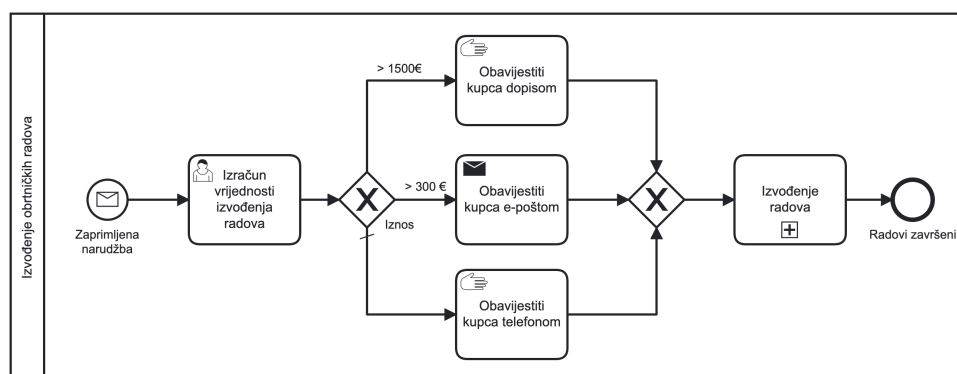 Izvođenje obrtničkih radova
Zaprimljena
narudžba
Izračun
vrijednosti
izvođenja
radova
Iznos
> 1500€
Obavijestiti
kupca dopisom
> 300 €
Obavijestiti
kupca e-poštom
Obavijestiti
kupca telefonom
Izvođenje
radova
Radovi završeni